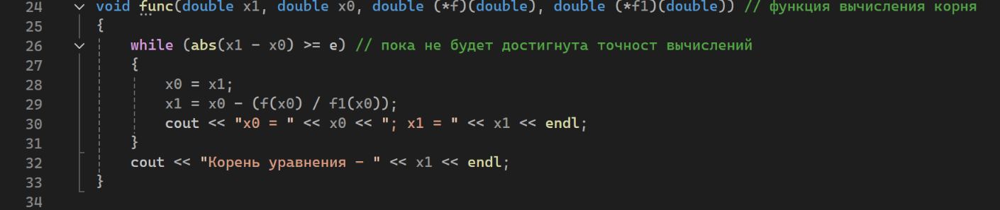 24 void func(double x1, double x0, double (*f)(double), double (*f1)(double)) // функция вычисления корня
25 {
26 while (abs(x1 - x0) >= e) // пока не будет достигнута точност вычислений
27 {
28 x0 = x1;
29 x1 = x0 - (f(x0) / f1(x0));
30 cout << "x0 = " << x0 << "; x1 = " << x1 << endl;
31 }
32 cout << "Корень уравнения - " << x1 << endl;
33 }
34